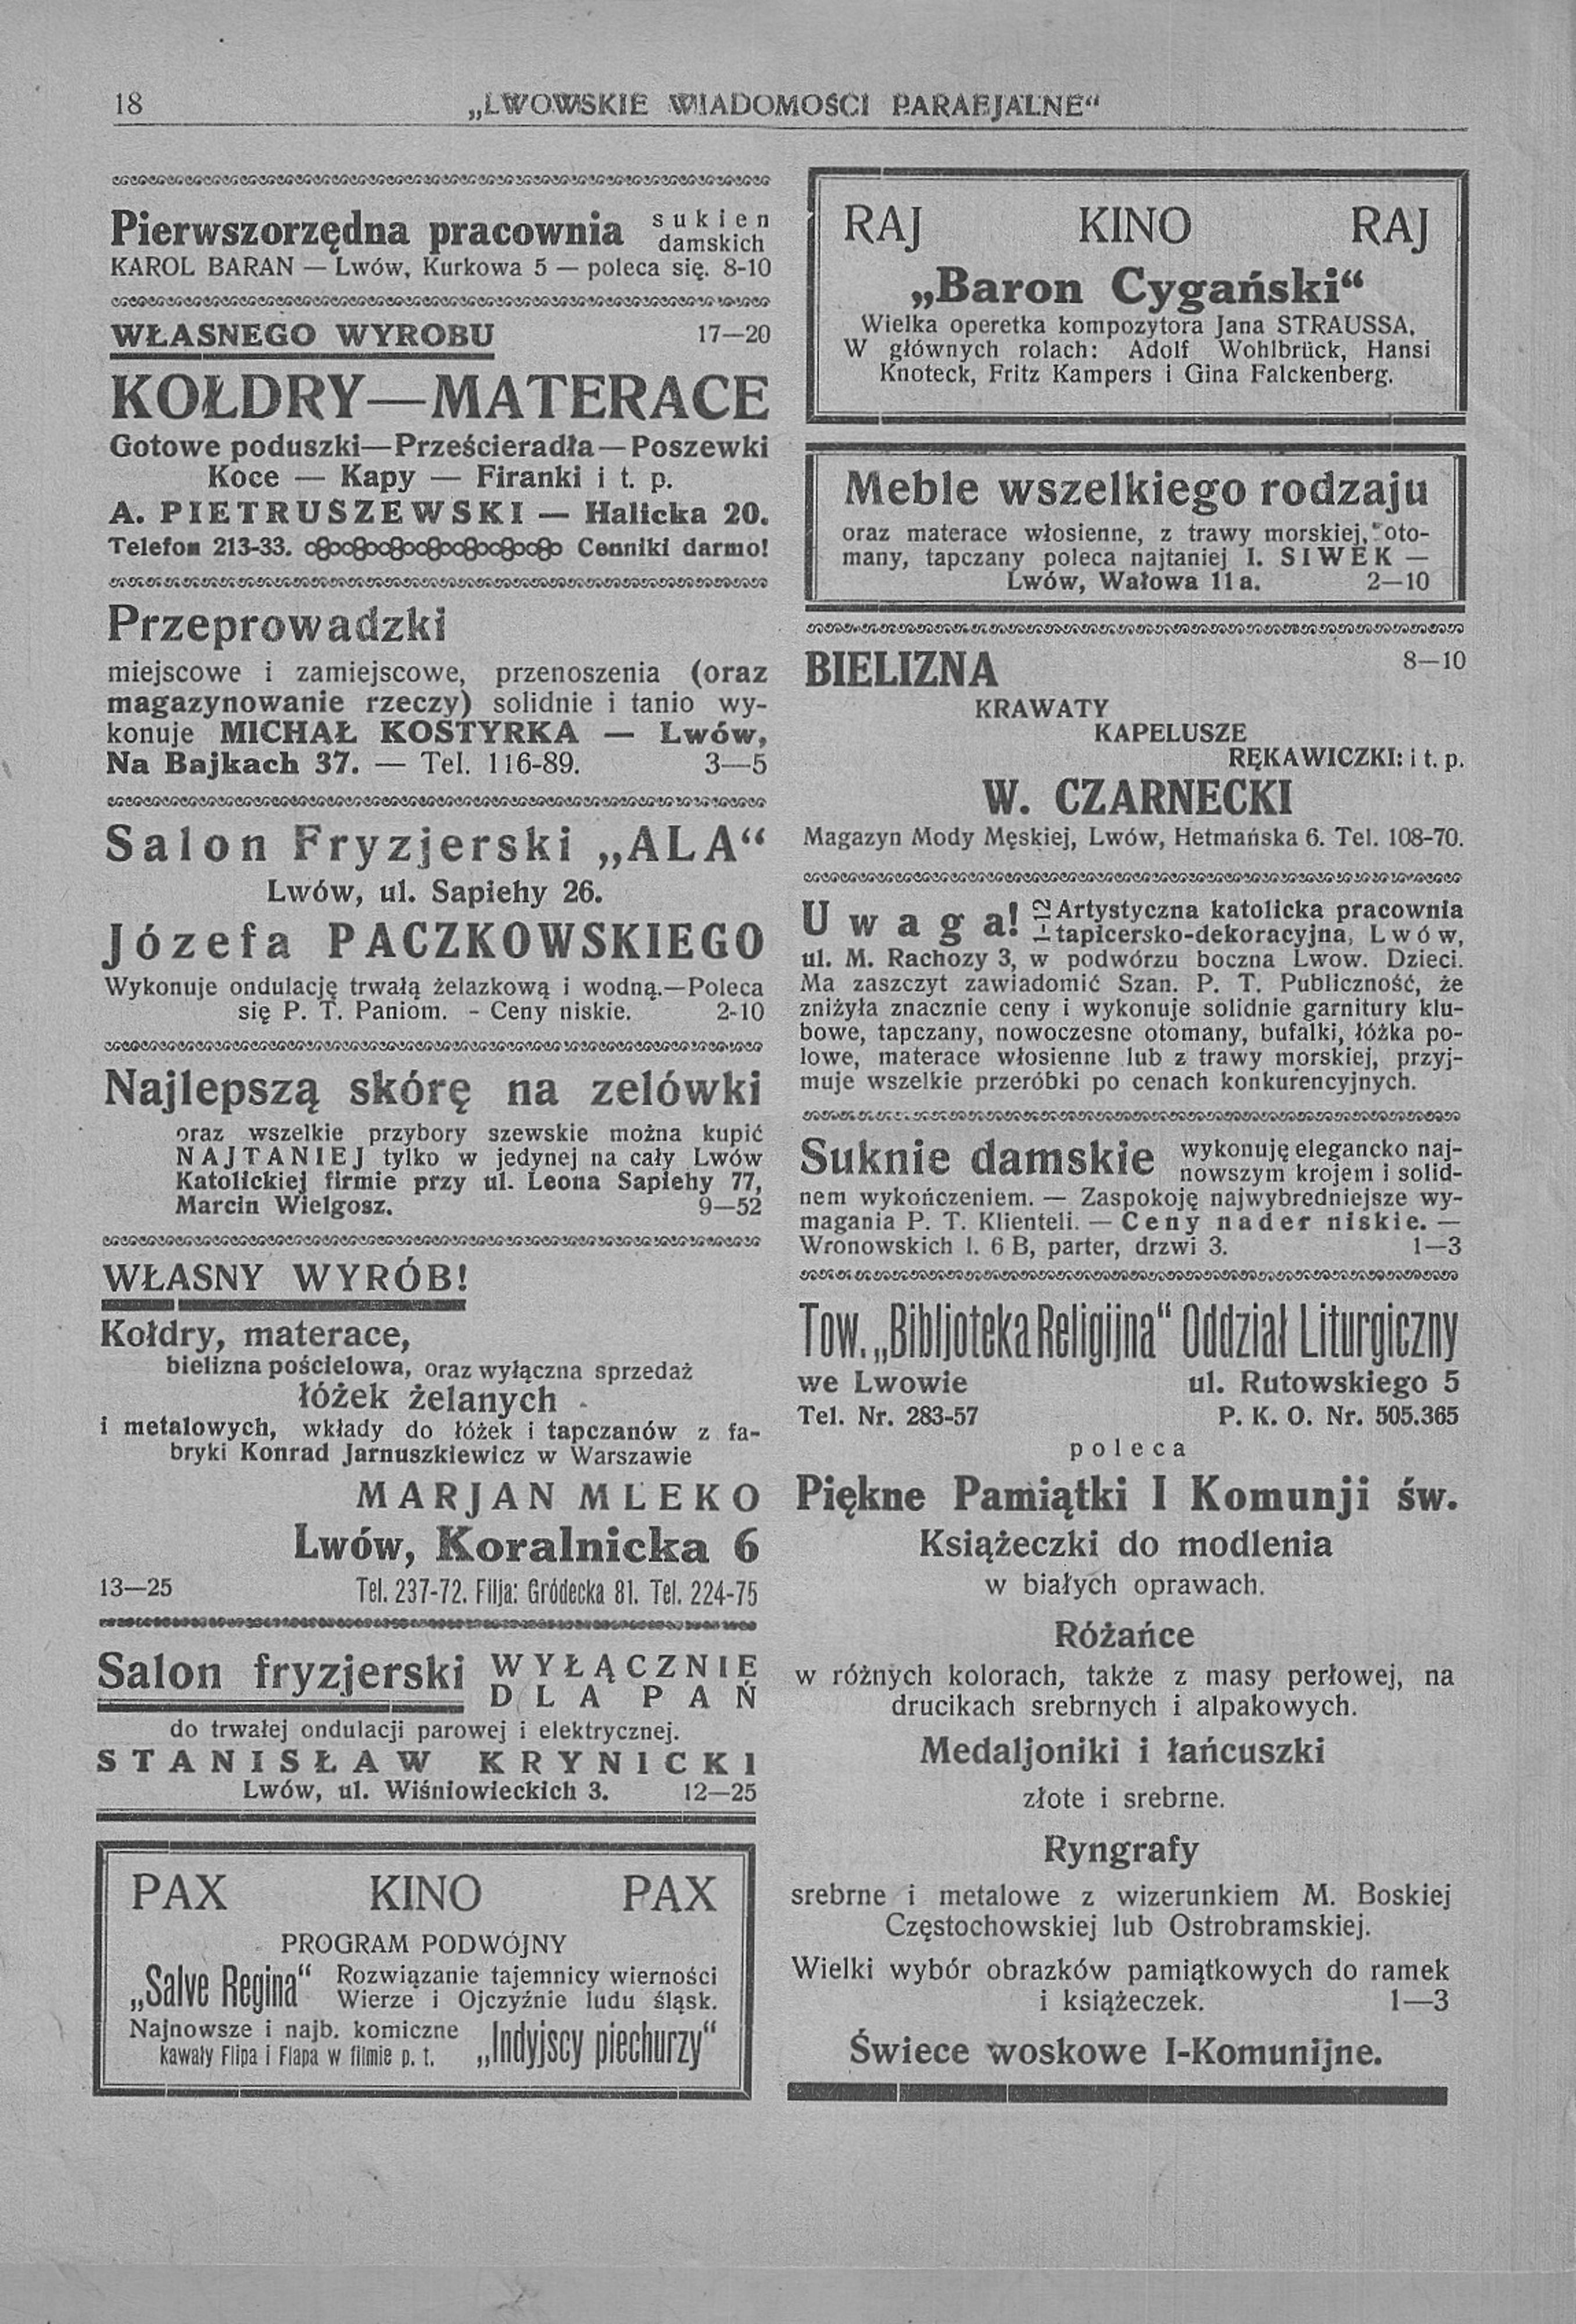 18
„LWOWSKIE WIADOMOŚCI PARAFJALNE“
Pierwszorzędna pracownia sukien
damskich
KAROL BARAN — Lwów, Kurkowa 5 — poleca się. 8-10
WŁASNEGO WYROBU 17—20
KOŁDRY—MATERACE
Gotowe poduszki—Prześcieradła—Poszewki
Koce — Kapy — Firanki i t. p.
A. PIETRUSZEWSKI — Halicka 20.
Telefon 213-33. Cenniki darmo!
Przeprowadzki
miejscowe i zamiejscowe, przenoszenia (oraz
magazynowanie rzeczy) solidnie i tanio wy-
konuje MICHAŁ KOSTYRKA — Lwów,
Na Bajkach 37. — Tel. 116-89. 3—5
Salon Fryzjerski „ALA“
Lwów, ul. Sapiehy 26.
Józefa PACZKOWSKIEGO
Wykonuje ondulację trwałą żelazkową i wodną.—Poleca
się P. T. Paniom. - Ceny niskie. 2-10
Najlepszą skórę na zelówki
oraz wszelkie przybory szewskie można kupić
NAJTANIEJ tylko w jedynej na cały Lwów
Katolickiej firmie przy ul. Leona Sapiehy 77,
Marcin Wielgosz. 9—52
WŁASNY WYRÓB!
Kołdry, materace,
bielizna pościelowa, oraz wyłączna sprzedaż
łóżek żelanych -
i metalowych, wkłady do łóżek i tapczanów z fa-
bryki Konrad Jarnuszkiewicz w Warszawie
MARJAN MLEKO
Lwów, Koralnicka 6
13—25 Tel. 237-72. Filja: Gródecka 81. Tel. 224-75
Salon fryzjerski WYŁĄCZNIE
DLA PAŃ
do trwałej ondulacji parowej i elektrycznej.
STANISŁAW KRYNICKI
Lwów, ul. Wiśniowieckich 3. 12—25
PAX KINO PAX
PROGRAM PODWÓJNY
„Salve Regina“ Rozwiązanie tajemnicy wierności
Wierze i Ojczyźnie ludu śląsk.
Najnowsze i najb. komiczne
kawały Flipa i Flapa w filmie p. t. „Indyjscy piechurzy“
RAJ KINO RAJ
„Baron Cygański“
Wielka operetka kompozytora Jana STRAUSSA.
W głównych rolach: Adolf Wohlbrück, Hansi
Knoteck, Fritz Kampers i Gina Falckenberg.
Meble wszelkiego rodzaju
oraz materace włosienne, z trawy morskiej, oto-
many, tapczany poleca najtaniej I. SIWEK —
Lwów, Wałowa 11 a. 2—10
BIELIZNA 8—10
KRAWATY
KAPELUSZE
RĘKAWICZKI: i t. p.
W. CZARNECKI
Magazyn Mody Męskiej, Lwów, Hetmańska 6. Tel. 108-70.
Uwaga! 1—12 Artystyczna katolicka pracownia
tapicersko-dekoracyjna, Lwów,
ul. M. Rachozy 3, w podwórzu boczna Lwow. Dzieci.
Ma zaszczyt zawiadomić Szan. P. T. Publiczność, że
zniżyła znacznie ceny i wykonuje solidnie garnitury klu-
bowe, tapczany, nowoczesne otomany, bufalki, łóżka po-
lowe, materace włosienne lub z trawy morskiej, przyj-
muje wszelkie przeróbki po cenach konkurencyjnych.
Suknie damskie wykonuję elegancko naj-
nowszym krojem i solid-
nem wykończeniem. — Zaspokoję najwybredniejsze wy-
magania P. T. Klienteli. — Ceny nader niskie. —
Wronowskich l. 6 B, parter, drzwi 3. 1—3
Tow. „Bibljoteka Religijna“ Oddział Liturgiczny
we Lwowie ul. Rutowskiego 5
Tel. Nr. 283-57 P. K. O. Nr. 505.365
poleca
Piękne Pamiątki I Komunji św.
Książeczki do modlenia
w białych oprawach.
Różańce
w różnych kolorach, także z masy perłowej, na
drucikach srebrnych i alpakowych.
Medaljoniki i łańcuszki
złote i srebrne.
Ryngrafy
srebrne i metalowe z wizerunkiem M. Boskiej
Częstochowskiej lub Ostrobramskiej.
Wielki wybór obrazków pamiątkowych do ramek
i książeczek. 1—3
Świece woskowe I-Komunijne.